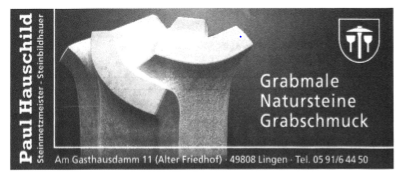 Paul Hauschild
Steinmetzmeister - Steinbildhauer
Grabmale
Natursteine
Grabschmuck
Am Gasthausdamm 11 (Alter Friedhof) · 49808 Lingen · Tel. 05 91/6 44 50